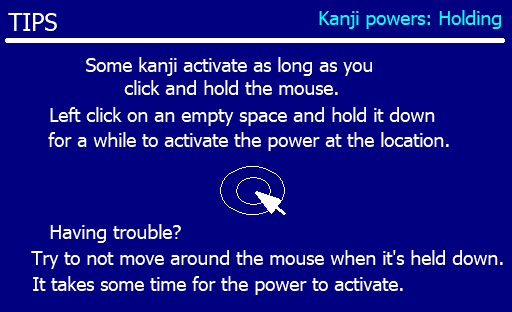 TIPS
Kanji powers: Holding
Some kanji activate as long as you
click and hold the mouse.
Left click on an empty space and hold it down
for a while to activate the power at the location.
Having trouble?
Try to not move around the mouse when it's held down.
It takes some time for the power to activate.